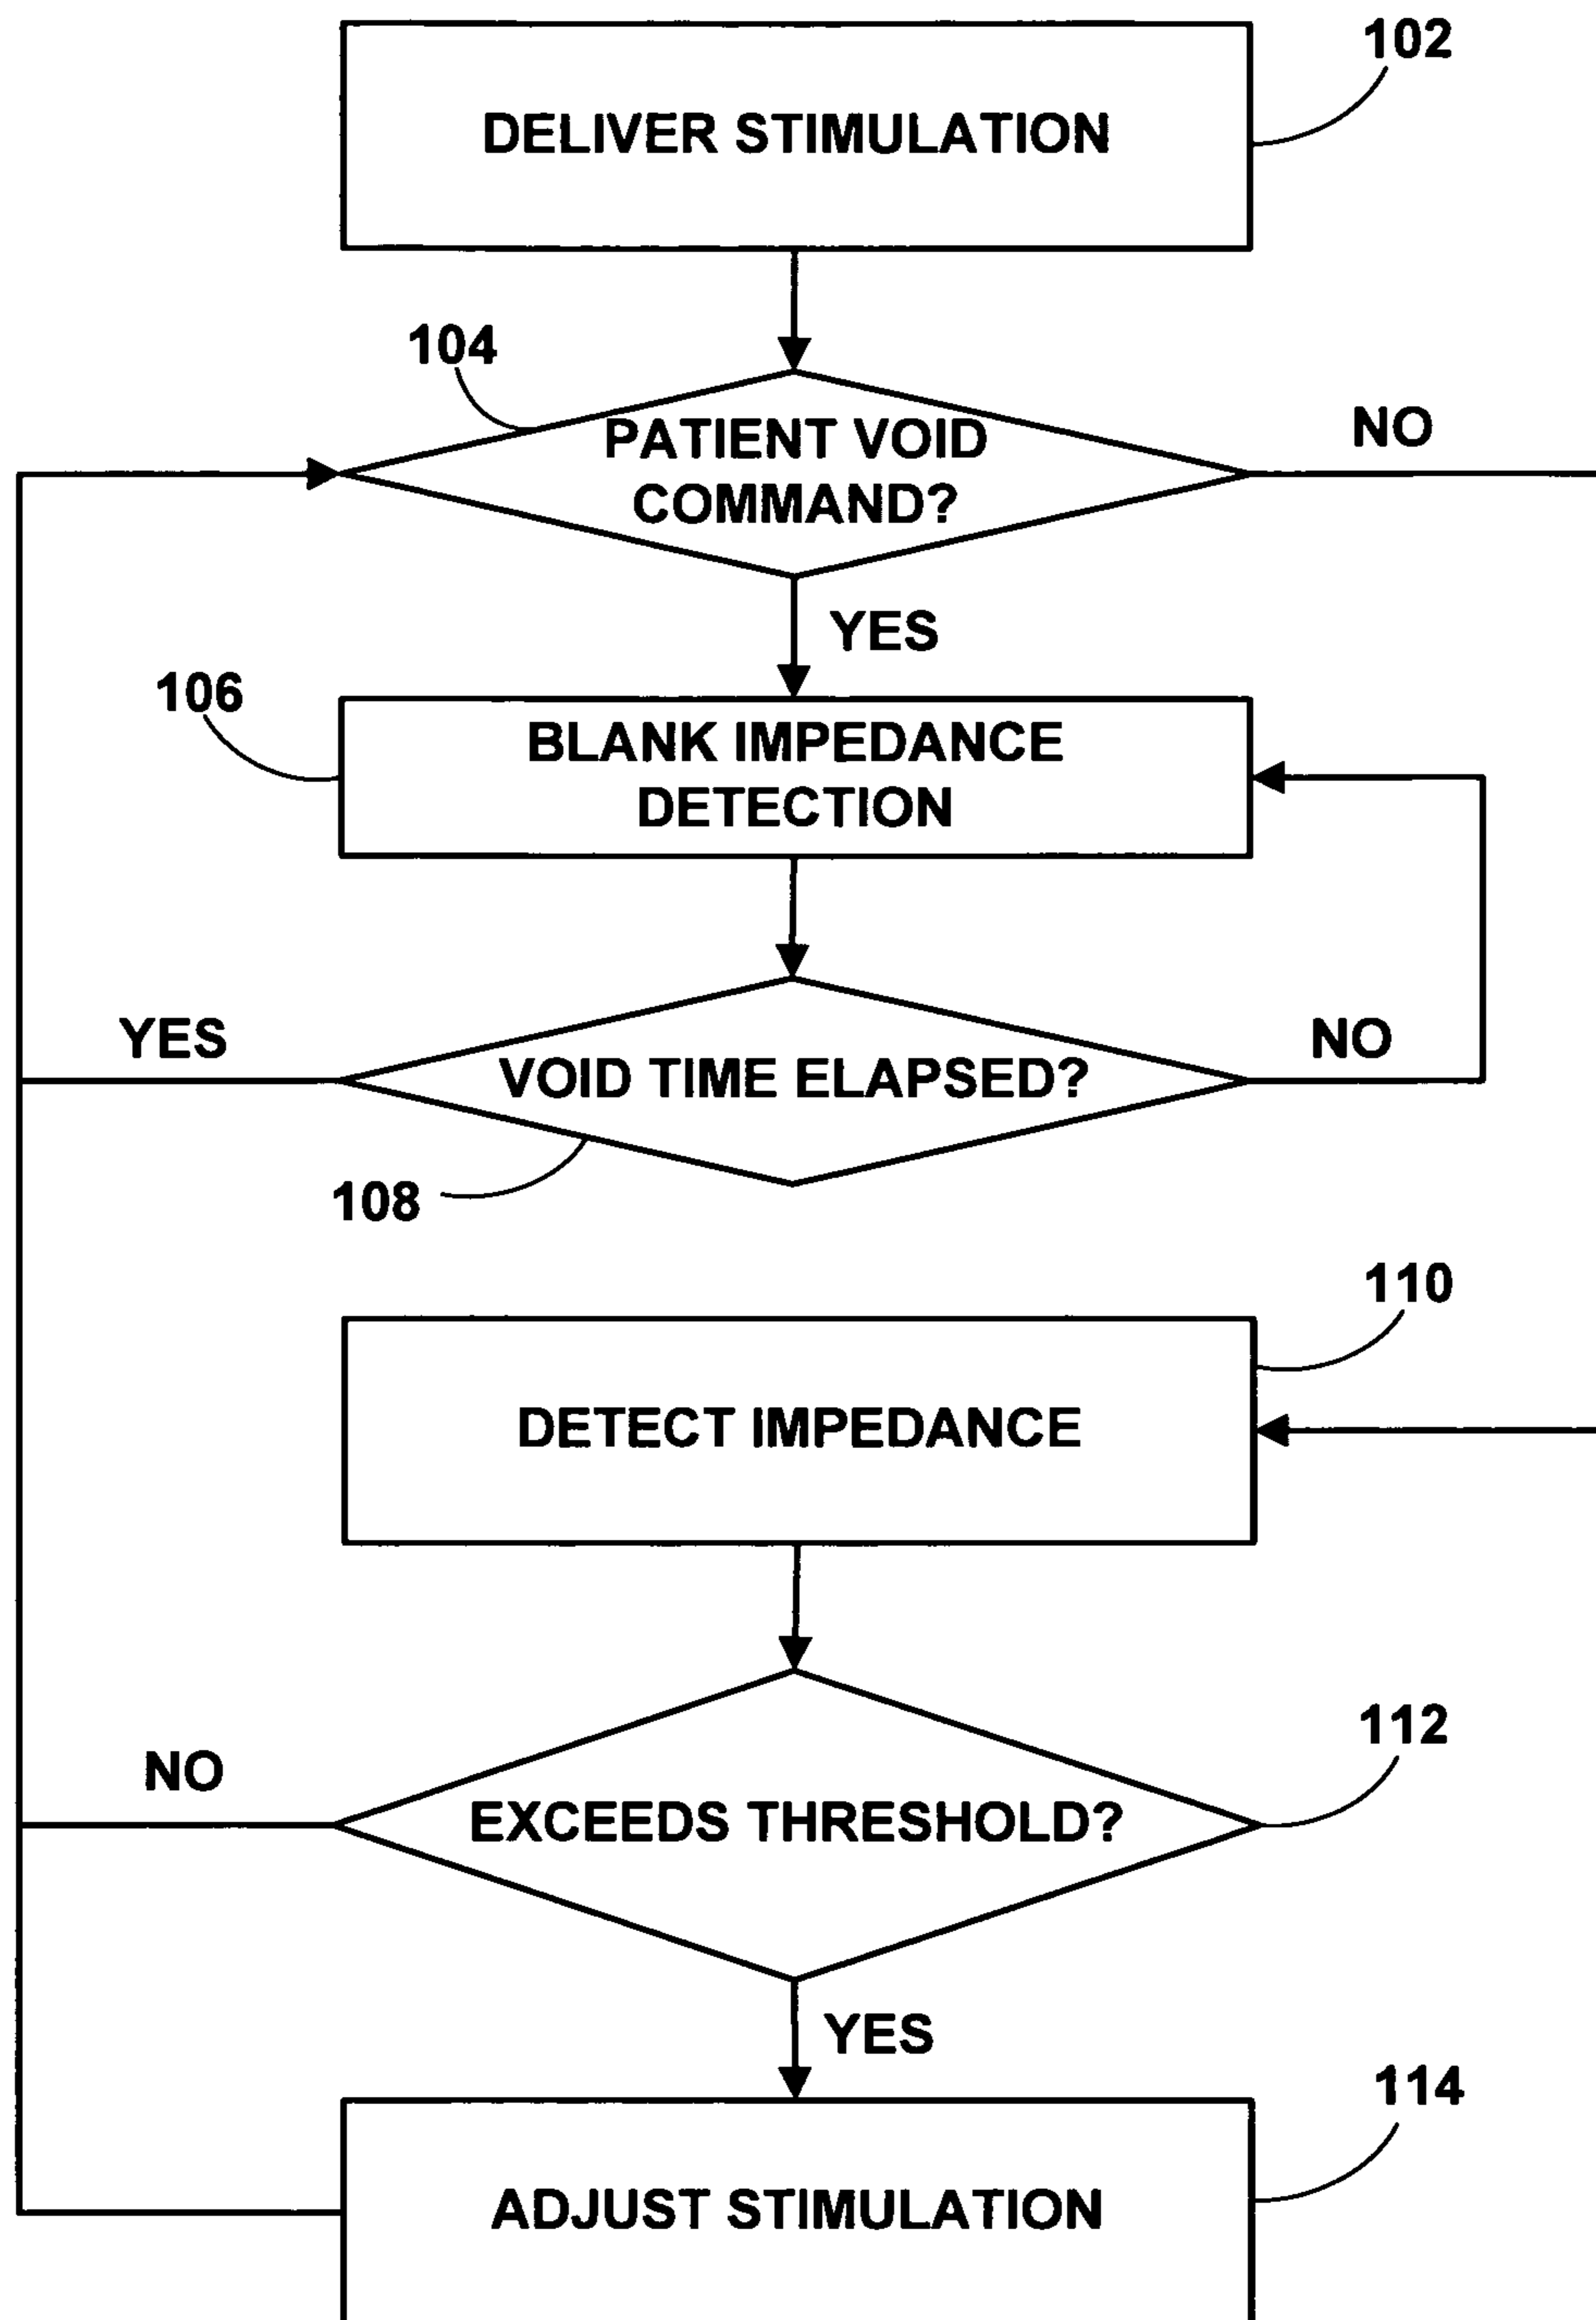 102
DELIVER STIMULATION
104
PATIENT VOID
COMMAND?
NO
YES
106
BLANK IMPEDANCE
DETECTION
YES
VOID TIME ELAPSED?
NO
108
110
DETECT IMPEDANCE
112
NO
EXCEEDS THRESHOLD?
YES
114
ADJUST STIMULATION